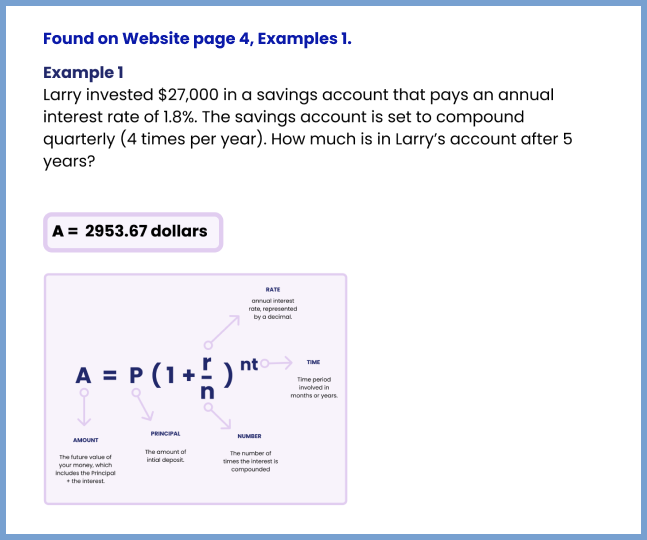 Found on Website page 4, Examples 1.
Example 1
Larry invested $27,000 in a savings account that pays an annual
interest rate of 1.8%. The savings account is set to compound
quarterly (4 times per year). How much is in Larry’s account after 5
years?
A = 2953.67 dollars
RATE
annual interest
rate, represented
by a decimal.
A = P ( 1 + r/n ) nt
TIME
Time period
involved in
months or years.
AMOUNT
The future value of
your money, which
includes the Principal
+ the interest.
PRINCIPAL
The amount of
intial deposit.
NUMBER
The number of
times the interest is
compounded